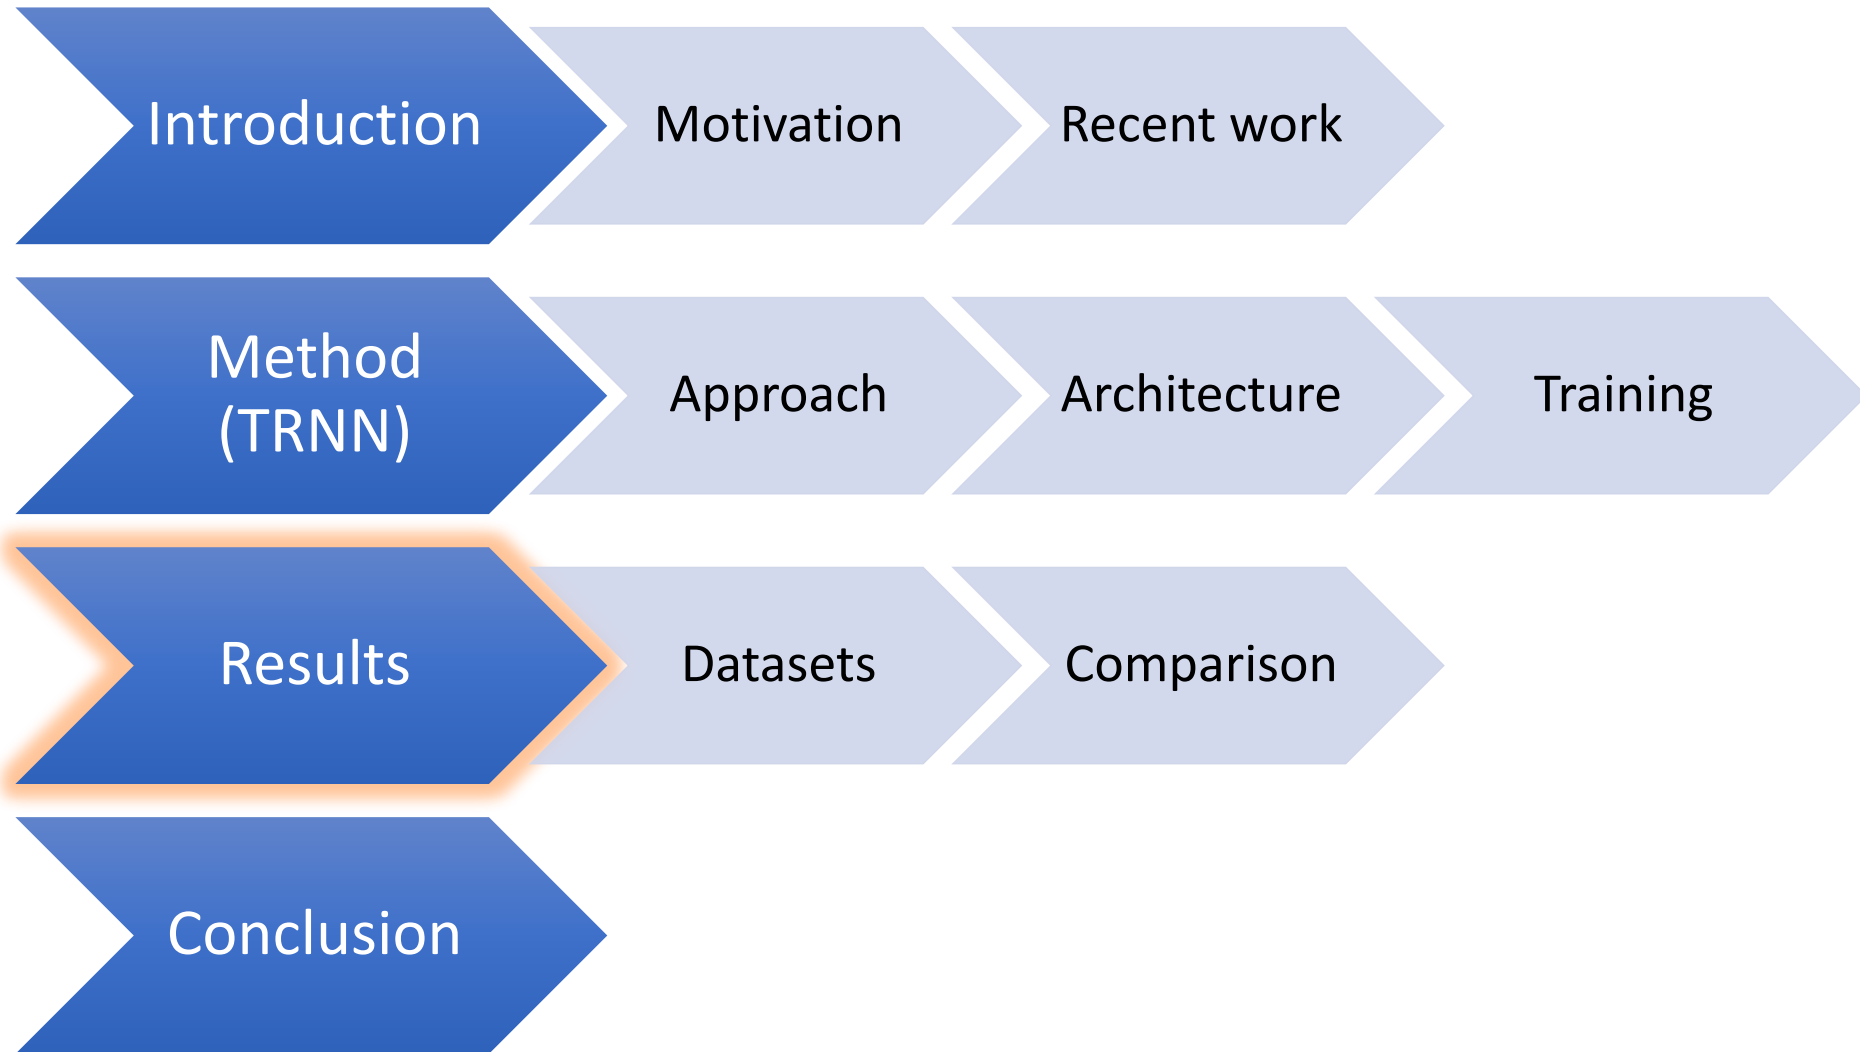 Introduction
Motivation
Recent work
Method
(TRNN)
Approach
Architecture
Training
Results
Datasets
Comparison
Conclusion